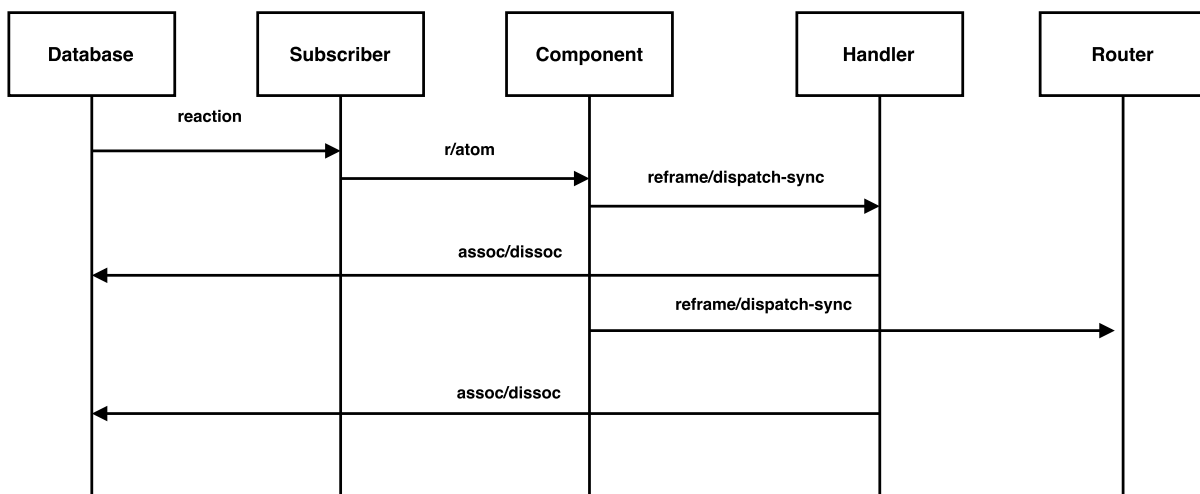 Database
Subscriber
Component
Handler
Router
reaction
r/atom
reframe/dispatch-sync
assoc/dissoc
reframe/dispatch-sync
assoc/dissoc